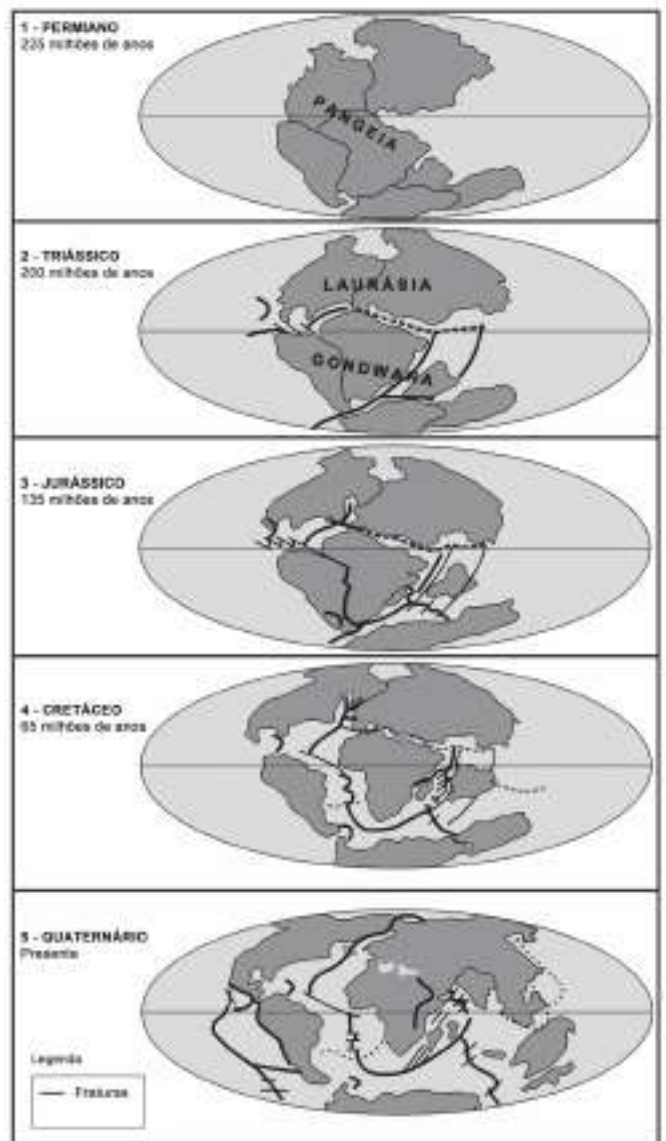 1 - PERMIANO
225 milhões de anos
PANGEIA
2 - TRIÁSSICO
200 milhões de anos
LAURÁSIA
GONDWANA
3 - JURÁSSICO
135 milhões de anos
4 - CRETÁCEO
65 milhões de anos
5 - QUATERNÁRIO
Presente
Legenda
Fraturas